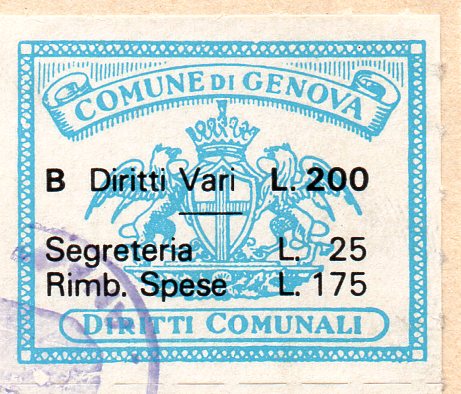 COMUNE DI GENOVA
B Diritti Vari L. 200
Segreteria L. 25
Rimb. Spese L. 175
DIRITTI COMUNALI